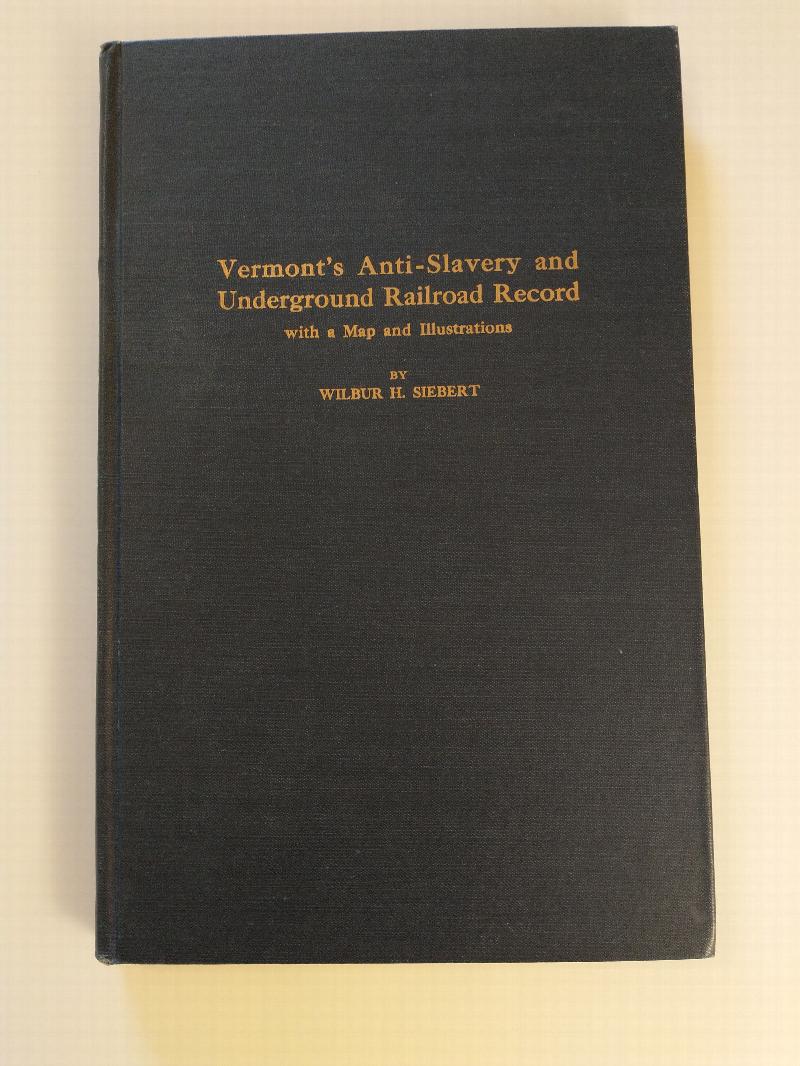 Vermont's Anti-Slavery and
Underground Railroad Record
with a Map and Illustrations
BY
WILBUR H. SIEBERT